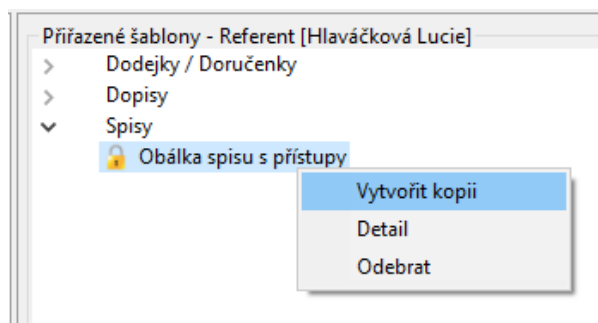 Přiřazené šablony - Referent [Hlaváčková Lucie]
Dodejky / Doručenky
Dopisy
Spisy
Obálka spisu s přístupy
Vytvořit kopii
Detail
Odebrat